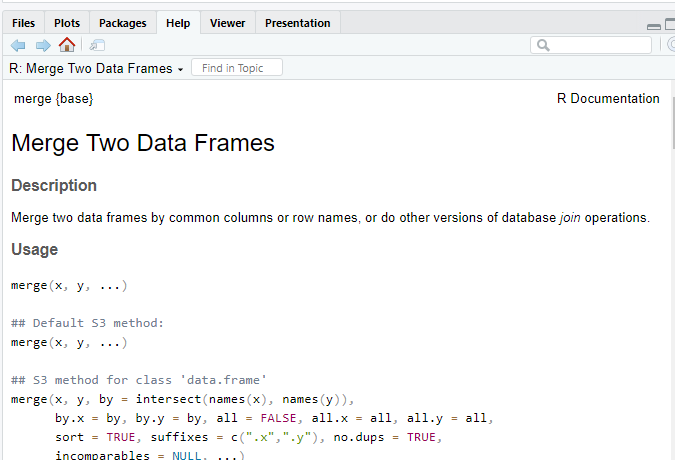 Files Plots Packages Help Viewer Presentation
R: Merge Two Data Frames Find in Topic
merge {base} R Documentation
Merge Two Data Frames
Description
Merge two data frames by common columns or row names, or do other versions of database join operations.
Usage
merge(x, y, ...)
## Default S3 method:
merge(x, y, ...)
## S3 method for class 'data.frame'
merge(x, y, by = intersect(names(x), names(y)),
by.x = by, by.y = by, all = FALSE, all.x = all, all.y = all,
sort = TRUE, suffixes = c(".x",".y"), no.dups = TRUE,
incomparables = NULL, ...)